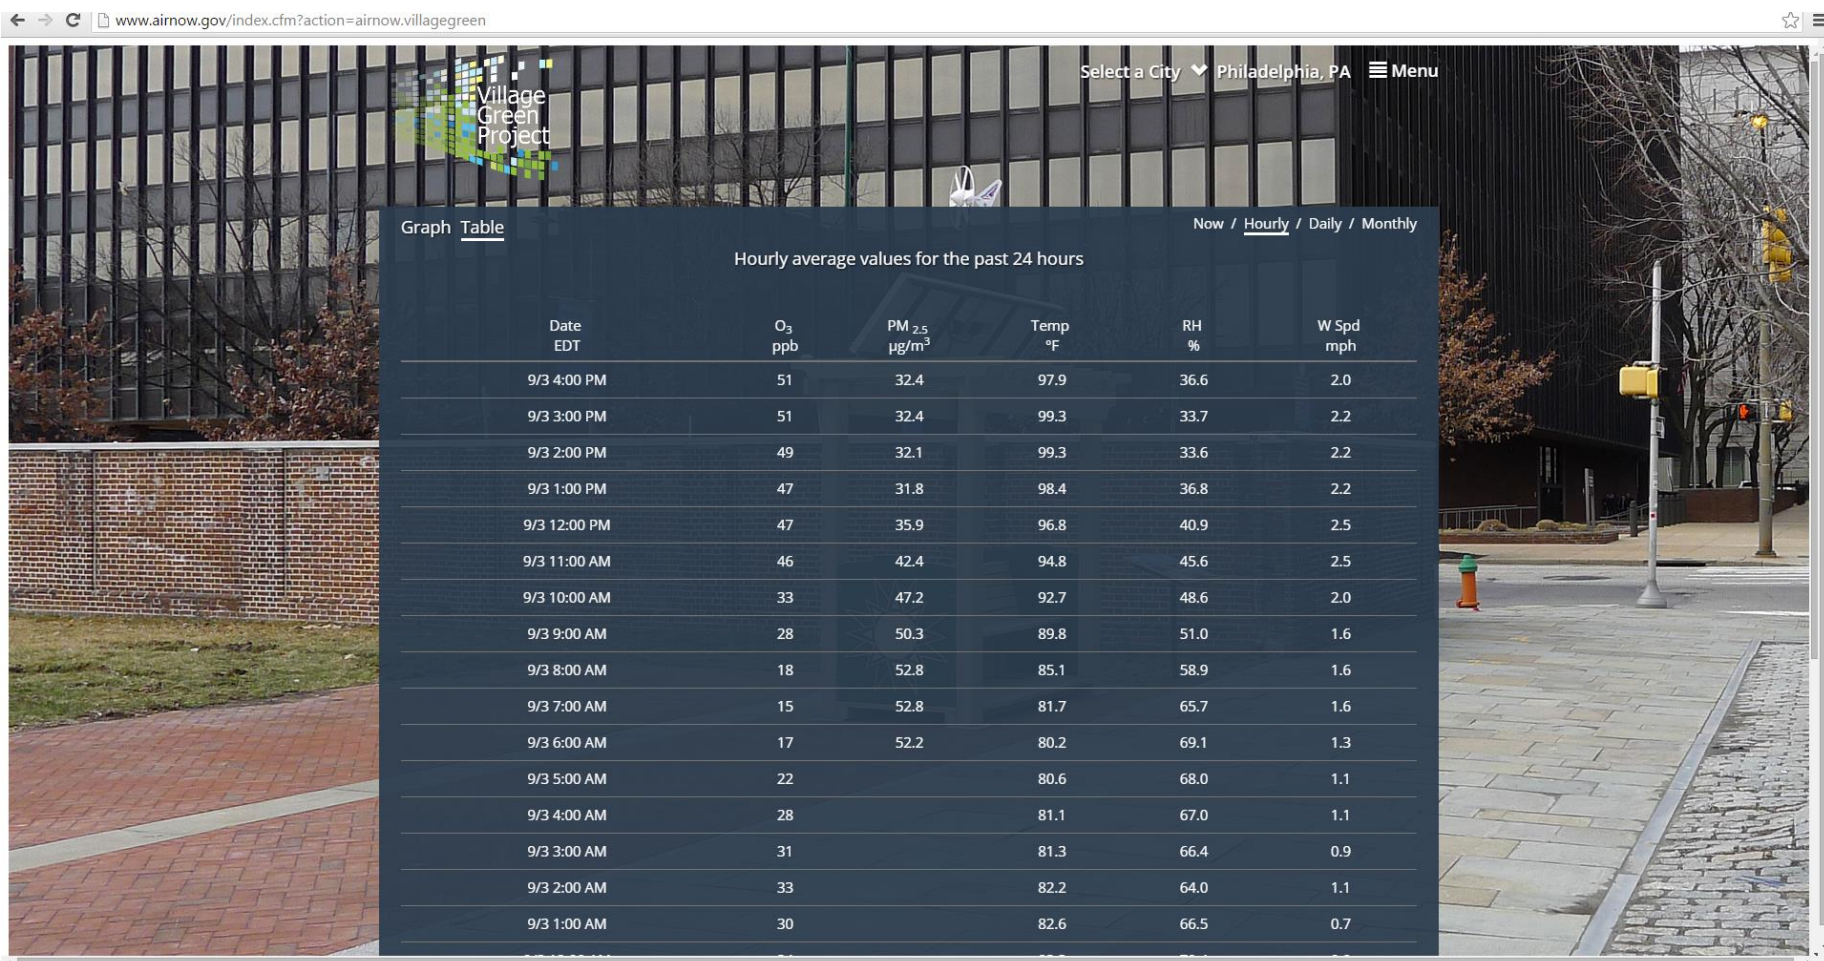 www.airnow.gov/index.cfm?action=airnow.villagegreen
Village
Green
Project
Select a City Philadelphia, PA Menu
Graph Table Now / Hourly / Daily / Monthly
Hourly average values for the past 24 hours
Date O3 PM 2.5 Temp RH W Spd
EDT ppb µg/m3 ºF % mph
9/3 4:00 PM 51 32.4 97.9 36.6 2.0
9/3 3:00 PM 51 32.4 99.3 33.7 2.2
9/3 2:00 PM 49 32.1 99.3 33.6 2.2
9/3 1:00 PM 47 31.8 98.4 36.8 2.2
9/3 12:00 PM 47 35.9 96.8 40.9 2.5
9/3 11:00 AM 46 42.4 94.8 45.6 2.5
9/3 10:00 AM 33 47.2 92.7 48.6 2.0
9/3 9:00 AM 28 50.3 89.8 51.0 1.6
9/3 8:00 AM 18 52.8 85.1 58.9 1.6
9/3 7:00 AM 15 52.8 81.7 65.7 1.6
9/3 6:00 AM 17 52.2 80.2 69.1 1.3
9/3 5:00 AM 22 80.6 68.0 1.1
9/3 4:00 AM 28 81.1 67.0 1.1
9/3 3:00 AM 31 81.3 66.4 0.9
9/3 2:00 AM 33 82.2 64.0 1.1
9/3 1:00 AM 30 82.6 66.5 0.7